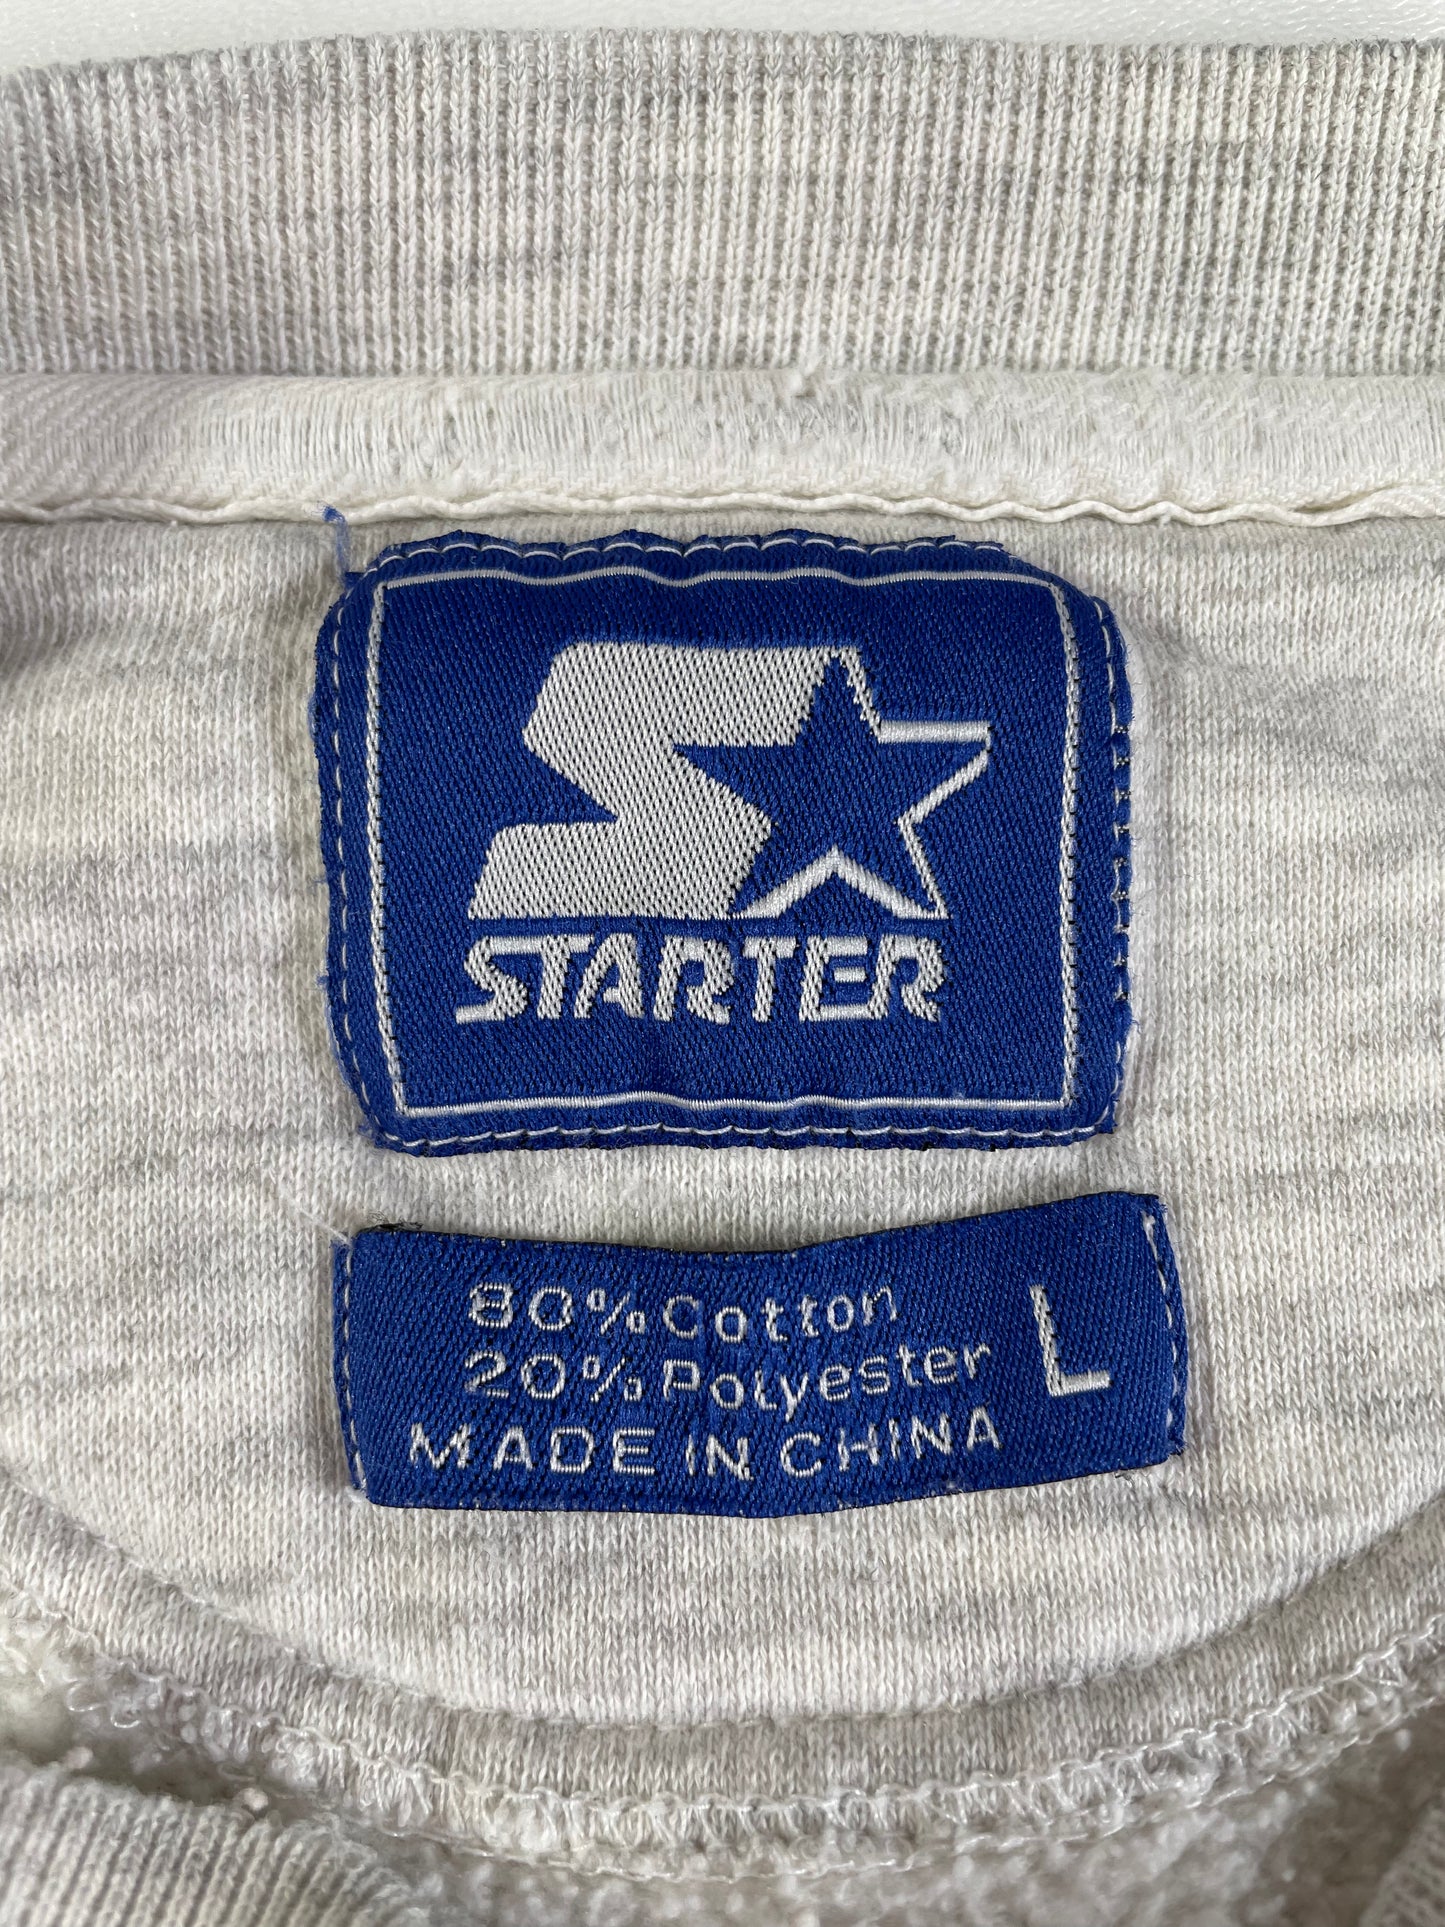 STARTER
80% Cotton
20% Polyester
MADE IN CHINA
L